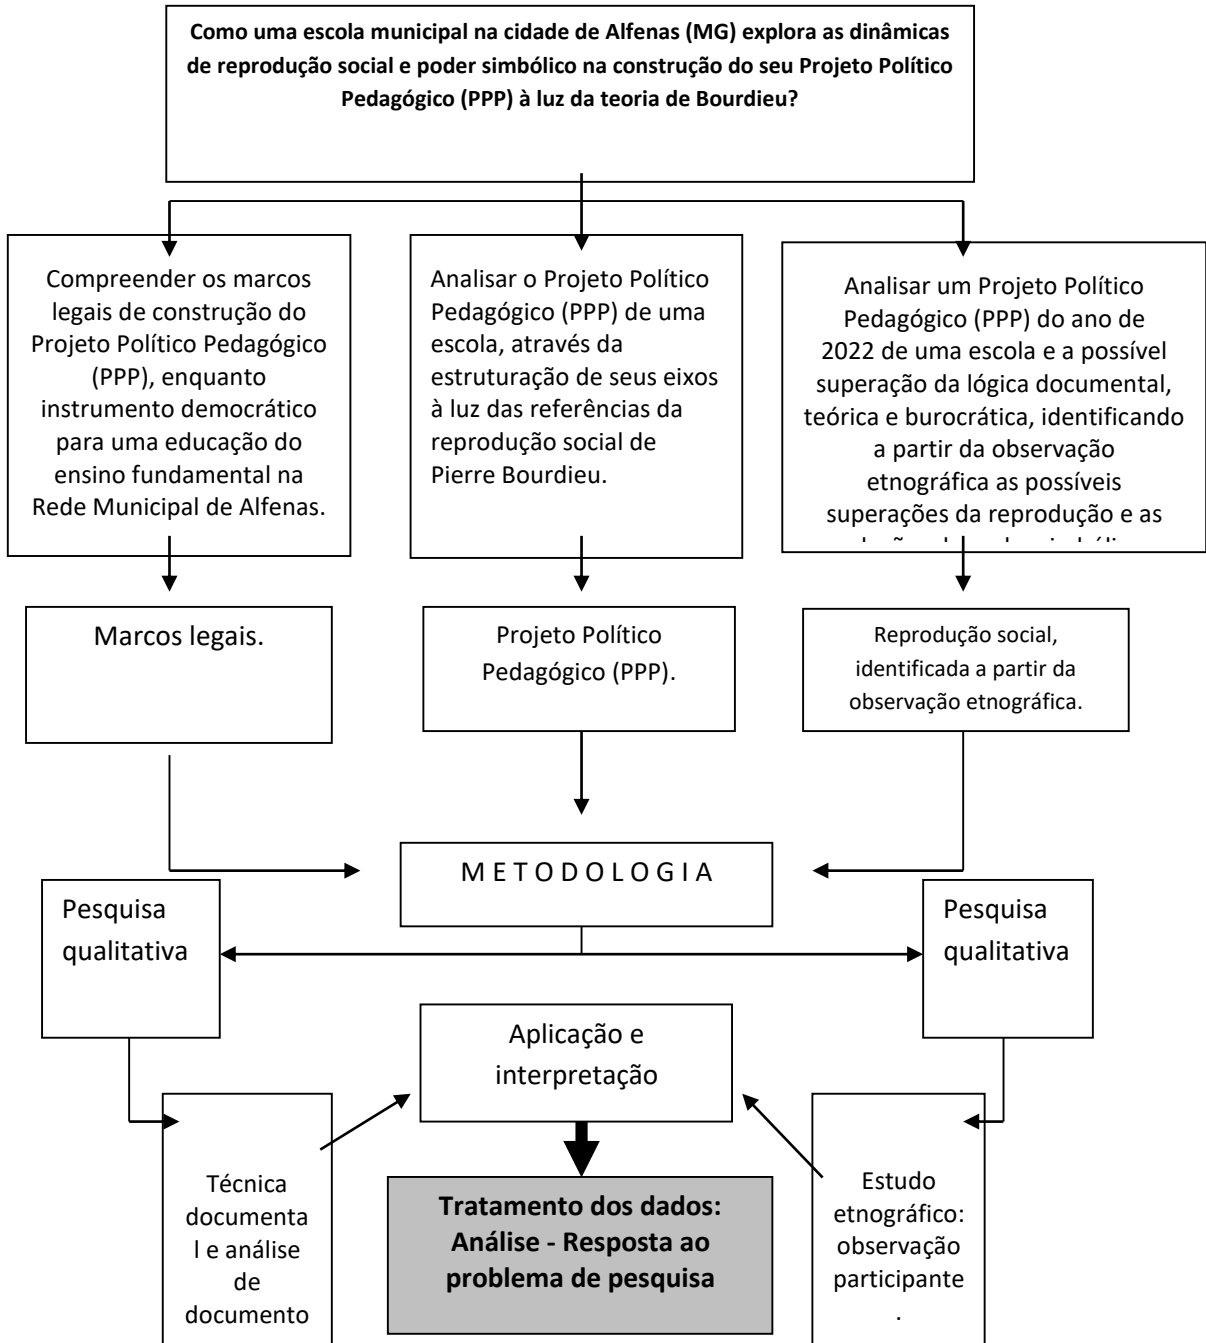 Como uma escola municipal na cidade de Alfenas (MG) explora as dinâmicas
de reprodução social e poder simbólico na construção do seu Projeto Político
Pedagógico (PPP) à luz da teoria de Bourdieu?
Compreender os marcos
legais de construção do
Projeto Político Pedagógico
(PPP), enquanto
instrumento democrático
para uma educação do
ensino fundamental na
Rede Municipal de Alfenas.
Analisar o Projeto Político
Pedagógico (PPP) de uma
escola, através da
estruturação de seus eixos
à luz das referências da
reprodução social de
Pierre Bourdieu.
Analisar um Projeto Político
Pedagógico (PPP) do ano de
2022 de uma escola e a possível
superação da lógica documental,
teórica e burocrática, identificando
a partir da observação
etnográfica as possíveis
superações da reprodução e as
Marcos legais.
Projeto Político
Pedagógico (PPP).
Reprodução social,
identificada a partir da
observação etnográfica.
M E T O D O L O G I A
Pesquisa
qualitativa
Pesquisa
qualitativa
Aplicação e
interpretação
Técnica
documenta
l e análise
de
documento
Tratamento dos dados:
Análise - Resposta ao
problema de pesquisa
Estudo
etnográfico:
observação
participante
.